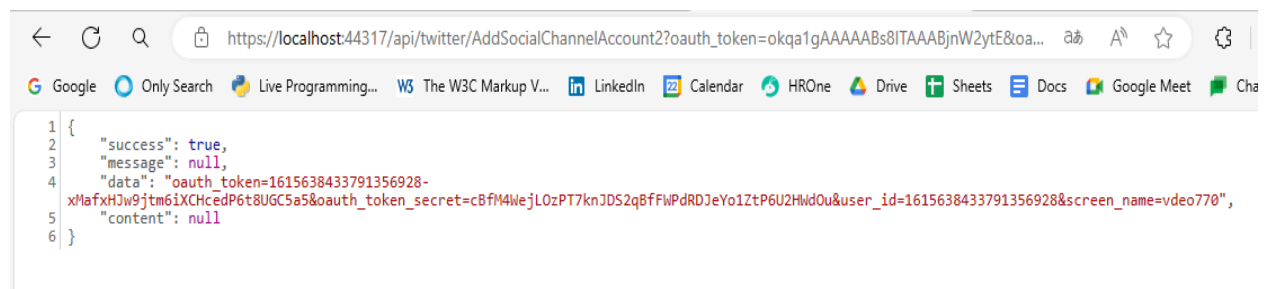 https://localhost:44317/api/twitter/AddSocialChannelAccount2?oauth_token=okqa1gAAAAABs8ITAAABjnW2ytE&oa...
Google Only Search Live Programming... The W3C Markup V... LinkedIn Calendar HROne Drive Sheets Docs Google Meet Cha
1 {
2 "success": true,
3 "message": null,
4 "data": "oauth_token=1615638433791356928-
xMafxHJw9jtm6iXCHcedP6t8UGC5a5&oauth_token_secret=cBfM4WejLOzPT7knJDS2qBfFWPdRDJeYo1ZtP6U2HWdOu&user_id=1615638433791356928&screen_name=vdeo770",
5 "content": null
6 }